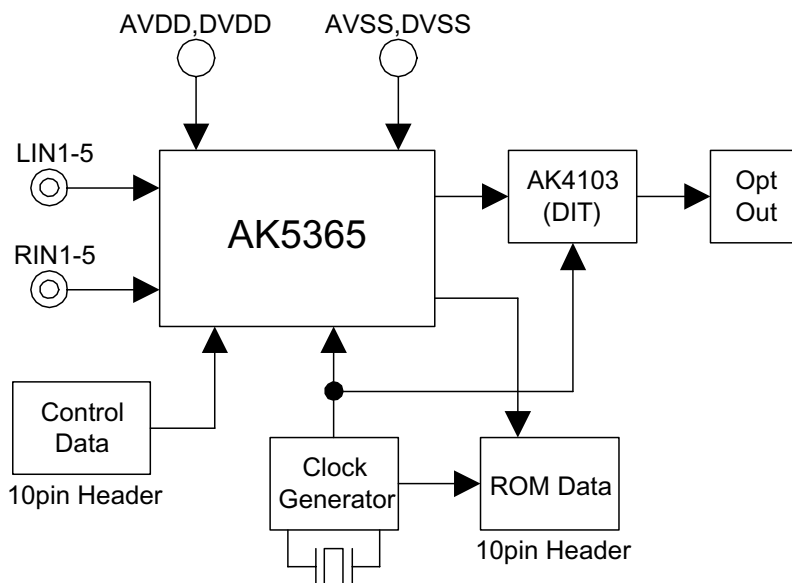 AVDD,DVDD
AVSS,DVSS
LIN1-5
RIN1-5
AK5365
AK4103
(DIT)
Opt
Out
Control
Data
10pin Header
Clock
Generator
ROM Data
10pin Header